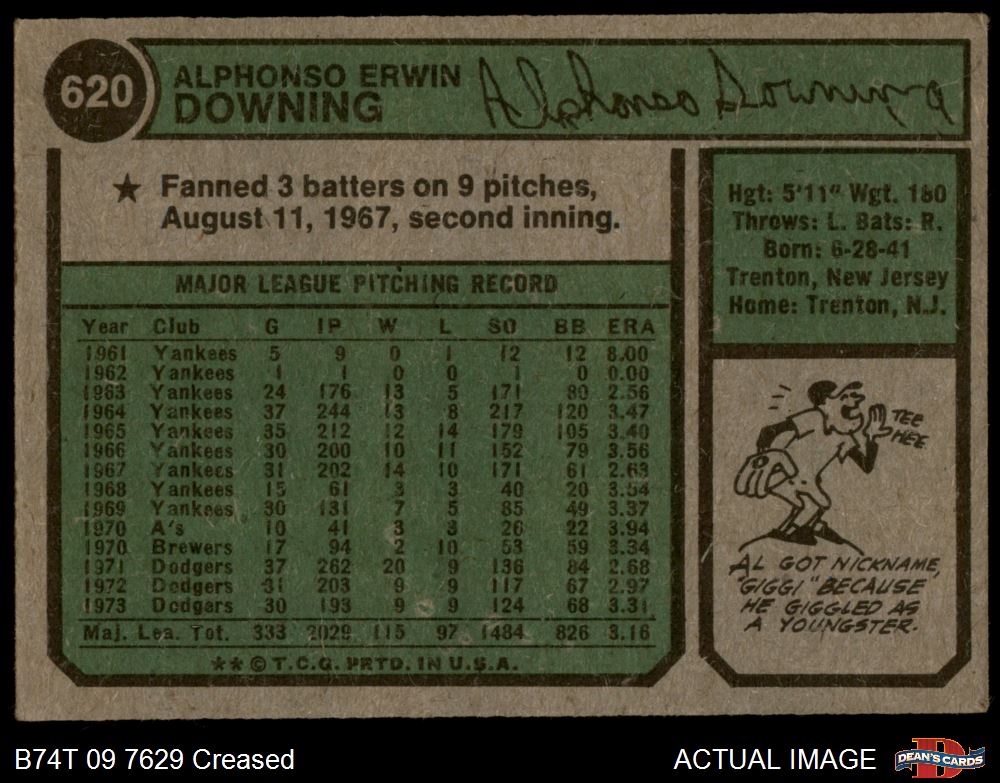 620
ALPHONSO ERWIN
DOWNING
Alphonso Downing
★ Fanned 3 batters on 9 pitches,
August 11, 1967, second inning.
MAJOR LEAGUE PITCHING RECORD
Year Club G IP W L SO BB ERA
1961 Yankees 5 9 0 1 12 12 8.00
1962 Yankees 1 1 0 0 1 0 0.00
1963 Yankees 24 176 13 5 171 80 2.56
1964 Yankees 37 244 13 8 217 120 3.47
1965 Yankees 35 212 12 14 179 105 3.40
1966 Yankees 30 200 10 11 152 79 3.56
1967 Yankees 31 202 14 10 171 61 2.63
1968 Yankees 15 61 3 3 40 20 3.54
1969 Yankees 30 131 7 5 85 49 3.37
1970 A's 10 41 3 3 26 22 3.94
1970 Brewers 17 94 2 10 53 59 3.34
1971 Dodgers 37 262 20 9 136 84 2.68
1972 Dodgers 31 203 9 9 117 67 2.97
1973 Dodgers 30 193 9 9 124 68 3.31
Maj. Lea. Tot. 333 2029 115 97 1484 826 3.16
** © T.C.G. PRTD. IN U.S.A.
Hgt: 5'11" Wgt. 180
Throws: L. Bats: R.
Born: 6-28-41
Trenton, New Jersey
Home: Trenton, N.J.
TEE
HEE
AL GOT NICKNAME,
"GIGGI" BECAUSE
HE GIGGLED AS
A YOUNGSTER.
B74T 09 7629 Creased
ACTUAL IMAGE
D
DEAN'S CARDS